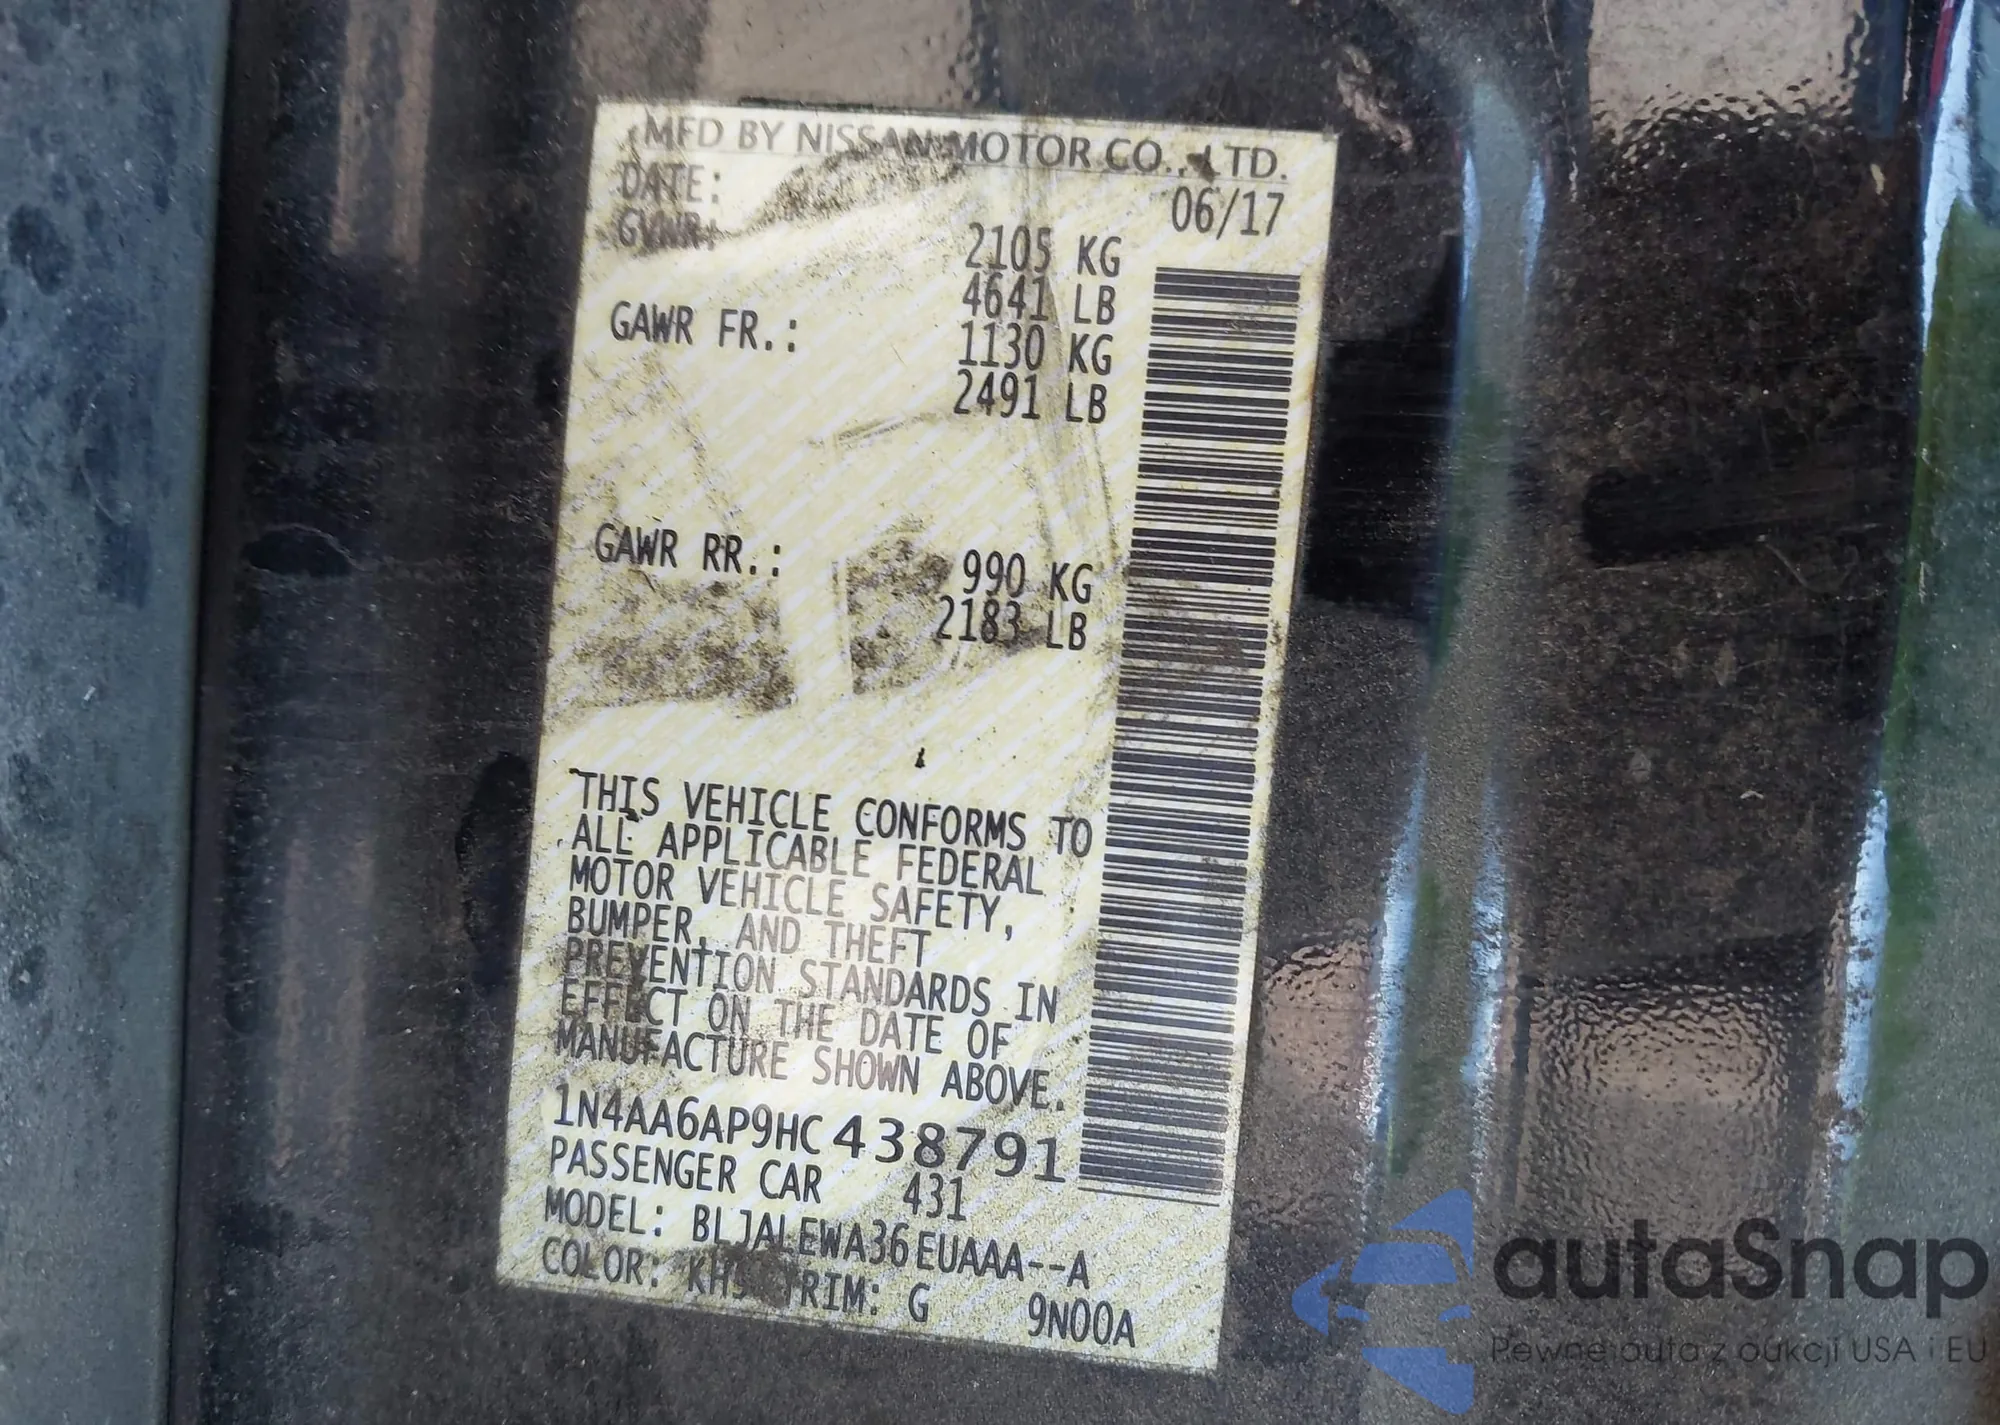 MFD BY NISSAN MOTOR CO., LTD.
DATE: 06/17
GVWR: 2105 KG
4641 LB
GAWR FR.: 1130 KG
2491 LB
GAWR RR.: 990 KG
2183 LB
THIS VEHICLE CONFORMS TO
ALL APPLICABLE FEDERAL
MOTOR VEHICLE SAFETY,
BUMPER, AND THEFT
PREVENTION STANDARDS IN
EFFECT ON THE DATE OF
MANUFACTURE SHOWN ABOVE.
1N4AA6AP9HC438791
PASSENGER CAR 431
MODEL: BLJALEWA36EUAAA--A
COLOR: TRIM: G 9N00A
autaSnap
Pewne auta z aukcji USA i EU